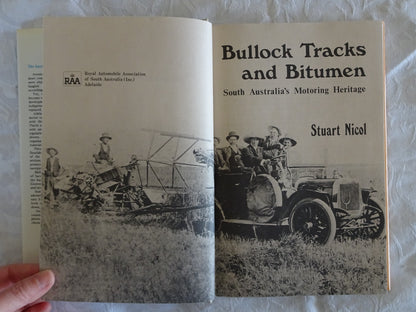 RAA
Royal Automobile Association
of South Australia (Inc)
Adelaide
Bullock Tracks
and Bitumen
South Australia's Motoring Heritage
Stuart Nicol